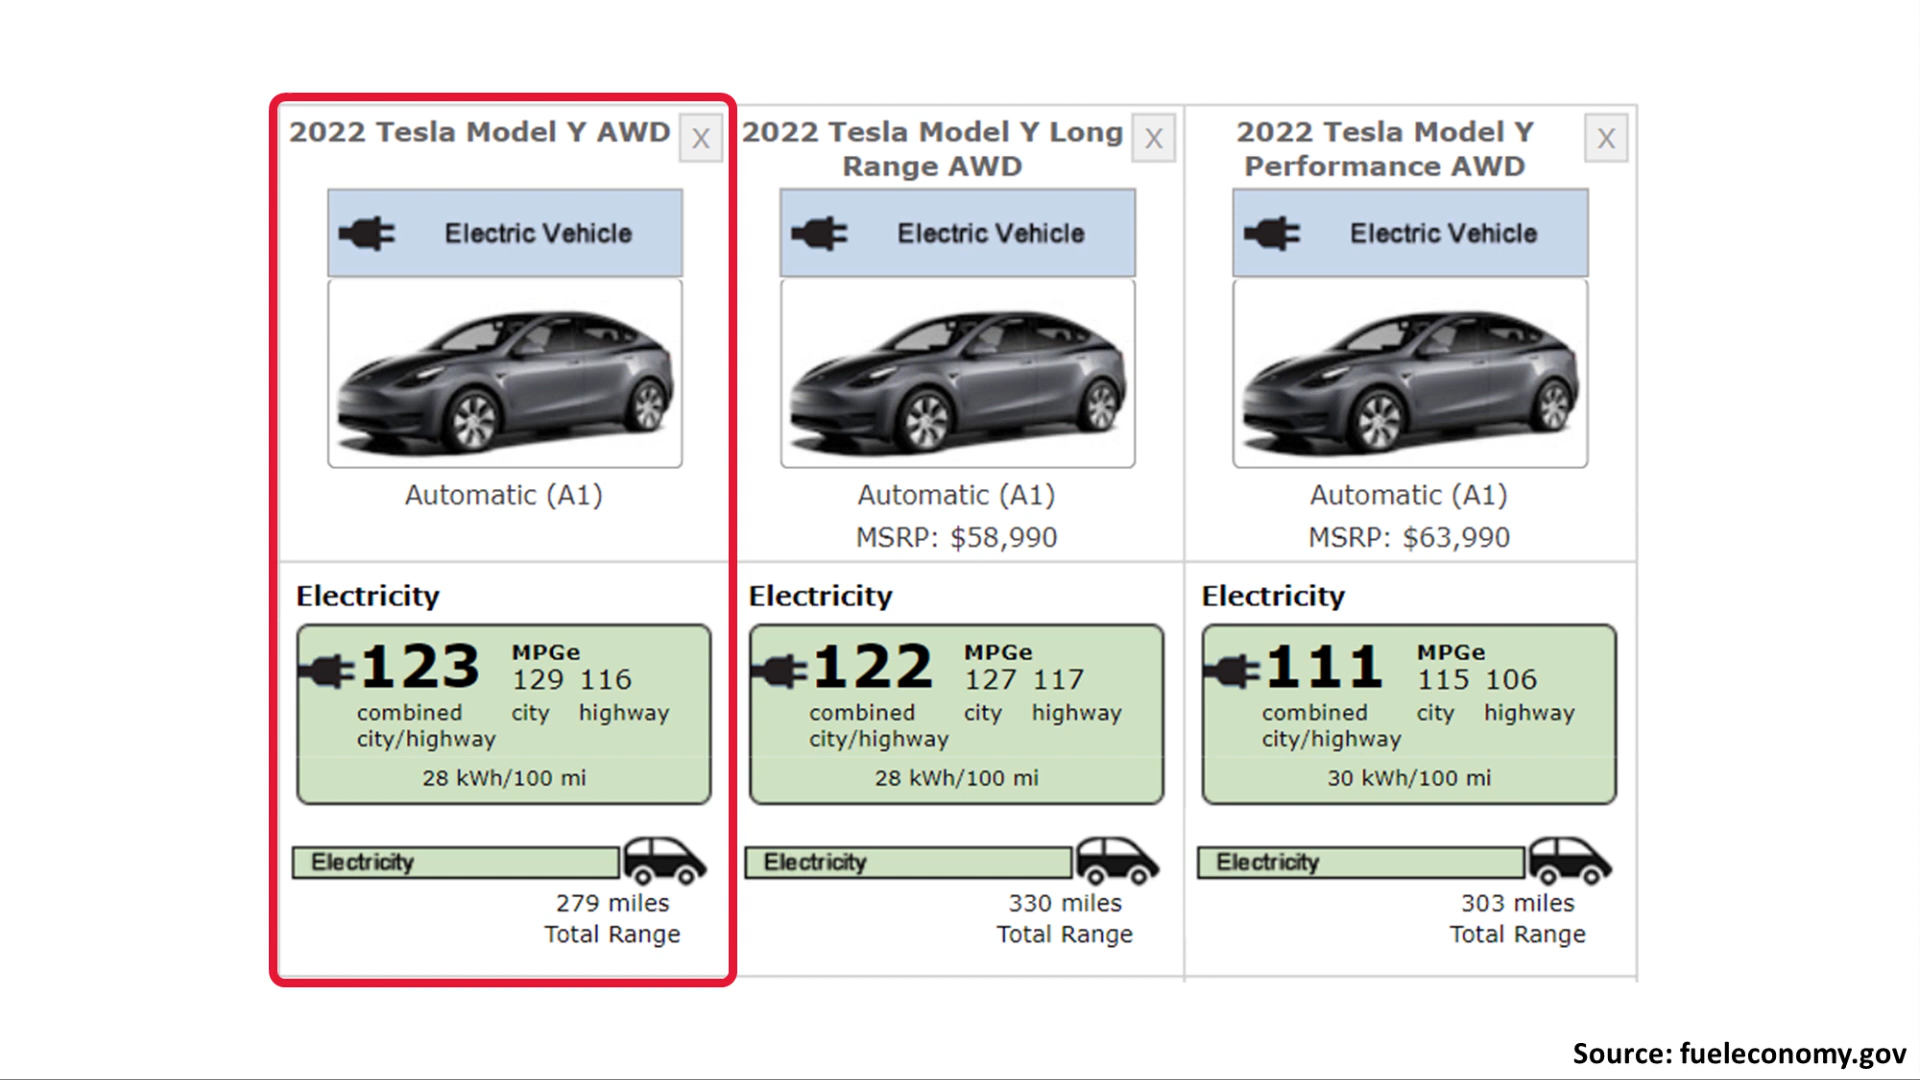 2022 Tesla Model Y AWD
X
Electric Vehicle
Automatic (A1)
Electricity
123
MPGe
129 116
combined city highway
city/highway
28 kWh/100 mi
Electricity
279 miles
Total Range
2022 Tesla Model Y Long
Range AWD
X
Electric Vehicle
Automatic (A1)
MSRP: $58,990
Electricity
122
MPGe
127 117
combined city highway
city/highway
28 kWh/100 mi
Electricity
330 miles
Total Range
2022 Tesla Model Y
Performance AWD
X
Electric Vehicle
Automatic (A1)
MSRP: $63,990
Electricity
111
MPGe
115 106
combined city highway
city/highway
30 kWh/100 mi
Electricity
303 miles
Total Range
Source: fueleconomy.gov